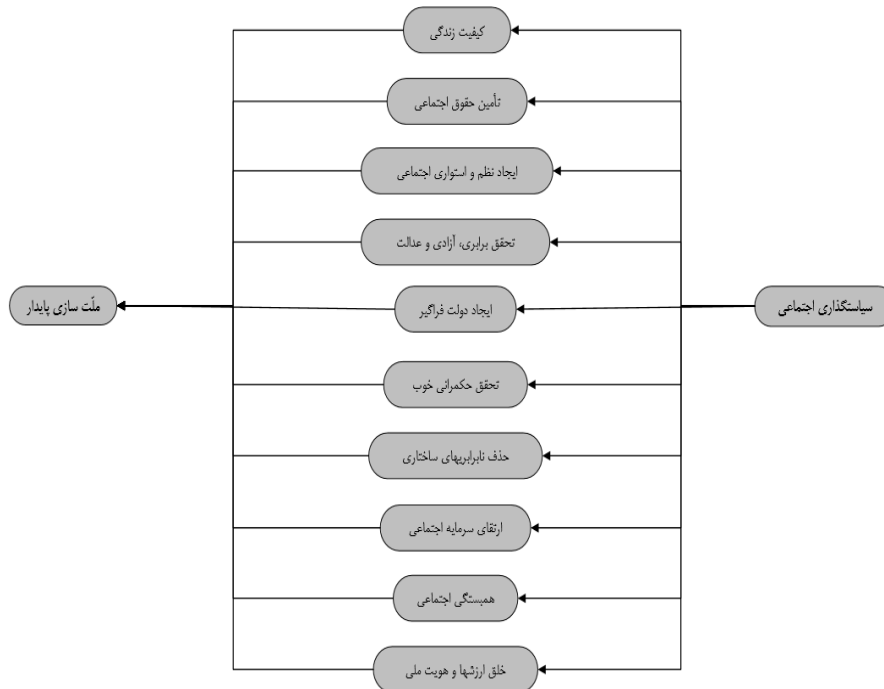 کیفیت زندگی
تأمین حقوق اجتماعی
ایجاد نظم و استواری اجتماعی
تحقق برابری، آزادی و عدالت
سیاستگذاری اجتماعی
ایجاد دولت فراگیر
ملّت سازی پایدار
تحقق حکمرانی خوب
حذف نابرابریهای ساختاری
ارتقای سرمایه اجتماعی
همبستگی اجتماعی
خلق ارزشها و هویت ملی